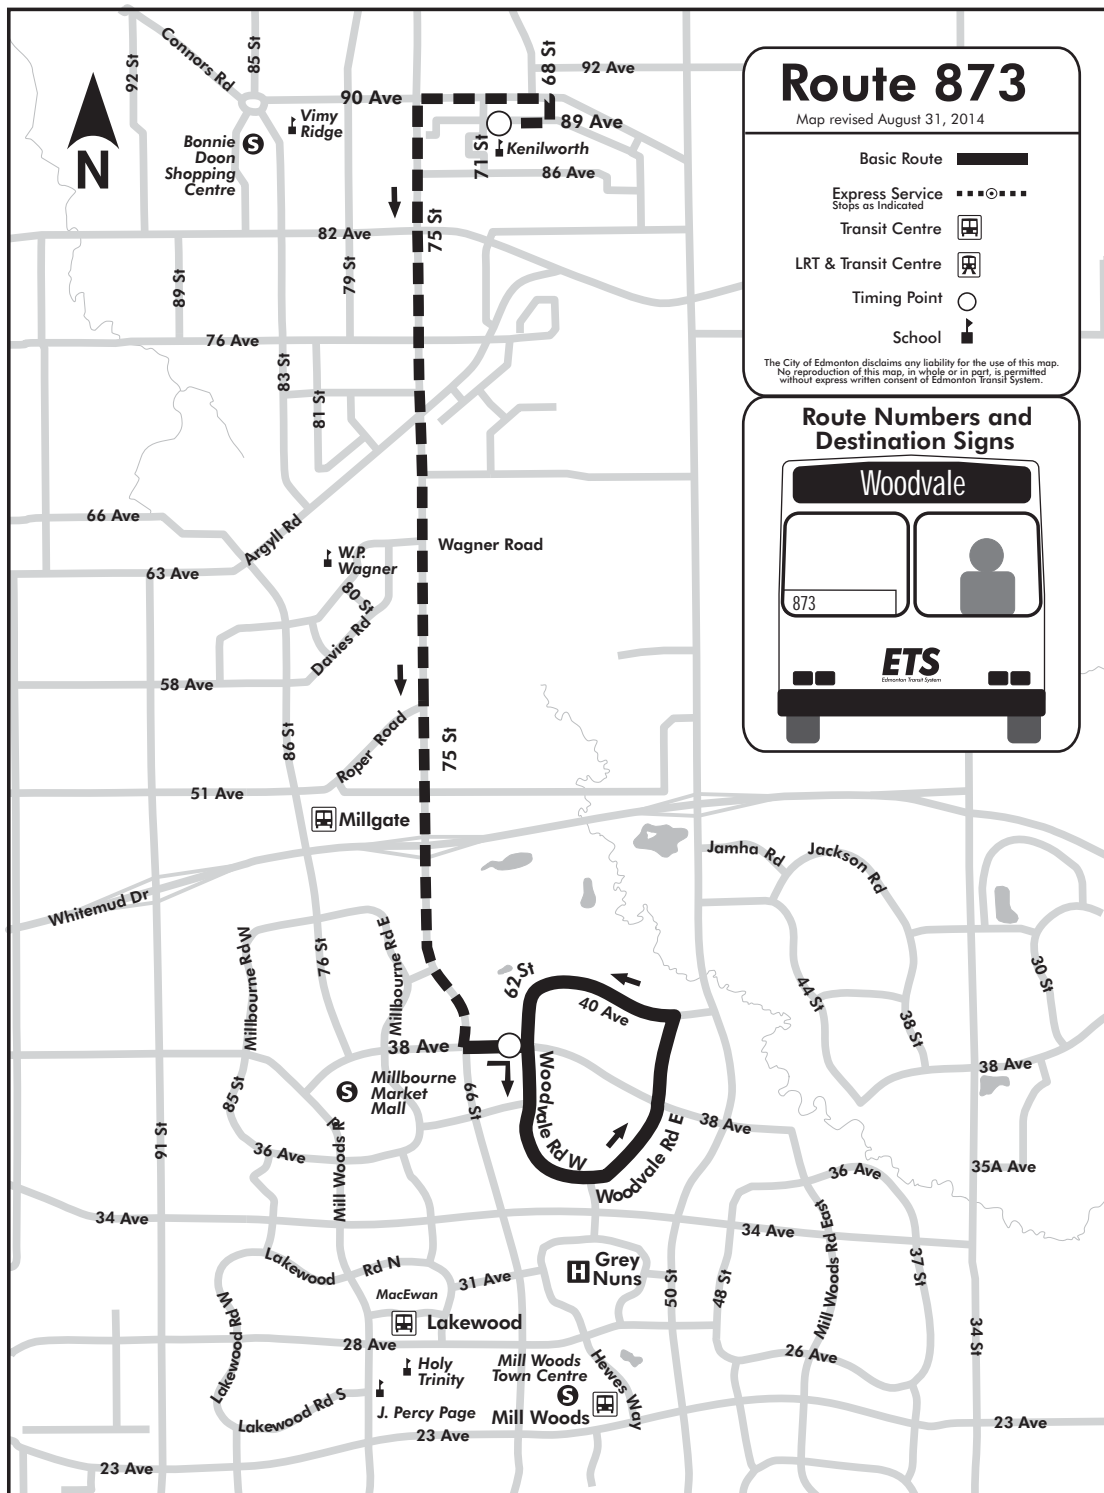 Route 873
Map revised August 31, 2014
Basic Route
Express Service
Stops as Indicated
Transit Centre
LRT & Transit Centre
Timing Point
School
The City of Edmonton disclaims any liability for the use of this map.
No reproduction of this map, in whole or in part, is permitted
without express written consent of Edmonton Transit System.
Route Numbers and
Destination Signs
Woodvale
873
ETS
Edmonton Transit System
N
92 St
Connors Rd
85 St
68 St
92 Ave
90 Ave
Vimy
Ridge
89 Ave
Bonnie
Doon
Shopping
Centre
S
71 St
Kenilworth
86 Ave
75 St
82 Ave
89 St
79 St
76 Ave
83 St
81 St
66 Ave
Argyll Rd
Wagner Road
W.P.
Wagner
63 Ave
80 St
Davies Rd
58 Ave
86 St
Roper Road
75 St
51 Ave
Millgate
Jamha Rd
Jackson Rd
Whitemud Dr
Millbourne Rd W
76 St
Millbourne Rd E
62 St
40 Ave
44 St
38 St
30 St
38 Ave
38 Ave
Millbourne
Market
Mall
S
85 St
66 St
Woodvale Rd W
Woodvale Rd E
38 Ave
91 St
36 Ave
Mill Woods R
d
36 Ave
35A Ave
34 Ave
34 Ave
Mill Woods Rd East
37 St
Lakewood Rd N
31 Ave
H
Grey
Nuns
50 St
48 St
MacEwan
Lakewood
Lakewood Rd W
28 Ave
34 St
26 Ave
Holy
Trinity
Mill Woods
Town Centre
S
Hewes Way
J. Percy Page
Mill Woods
Lakewood Rd S
23 Ave
23 Ave
23 Ave